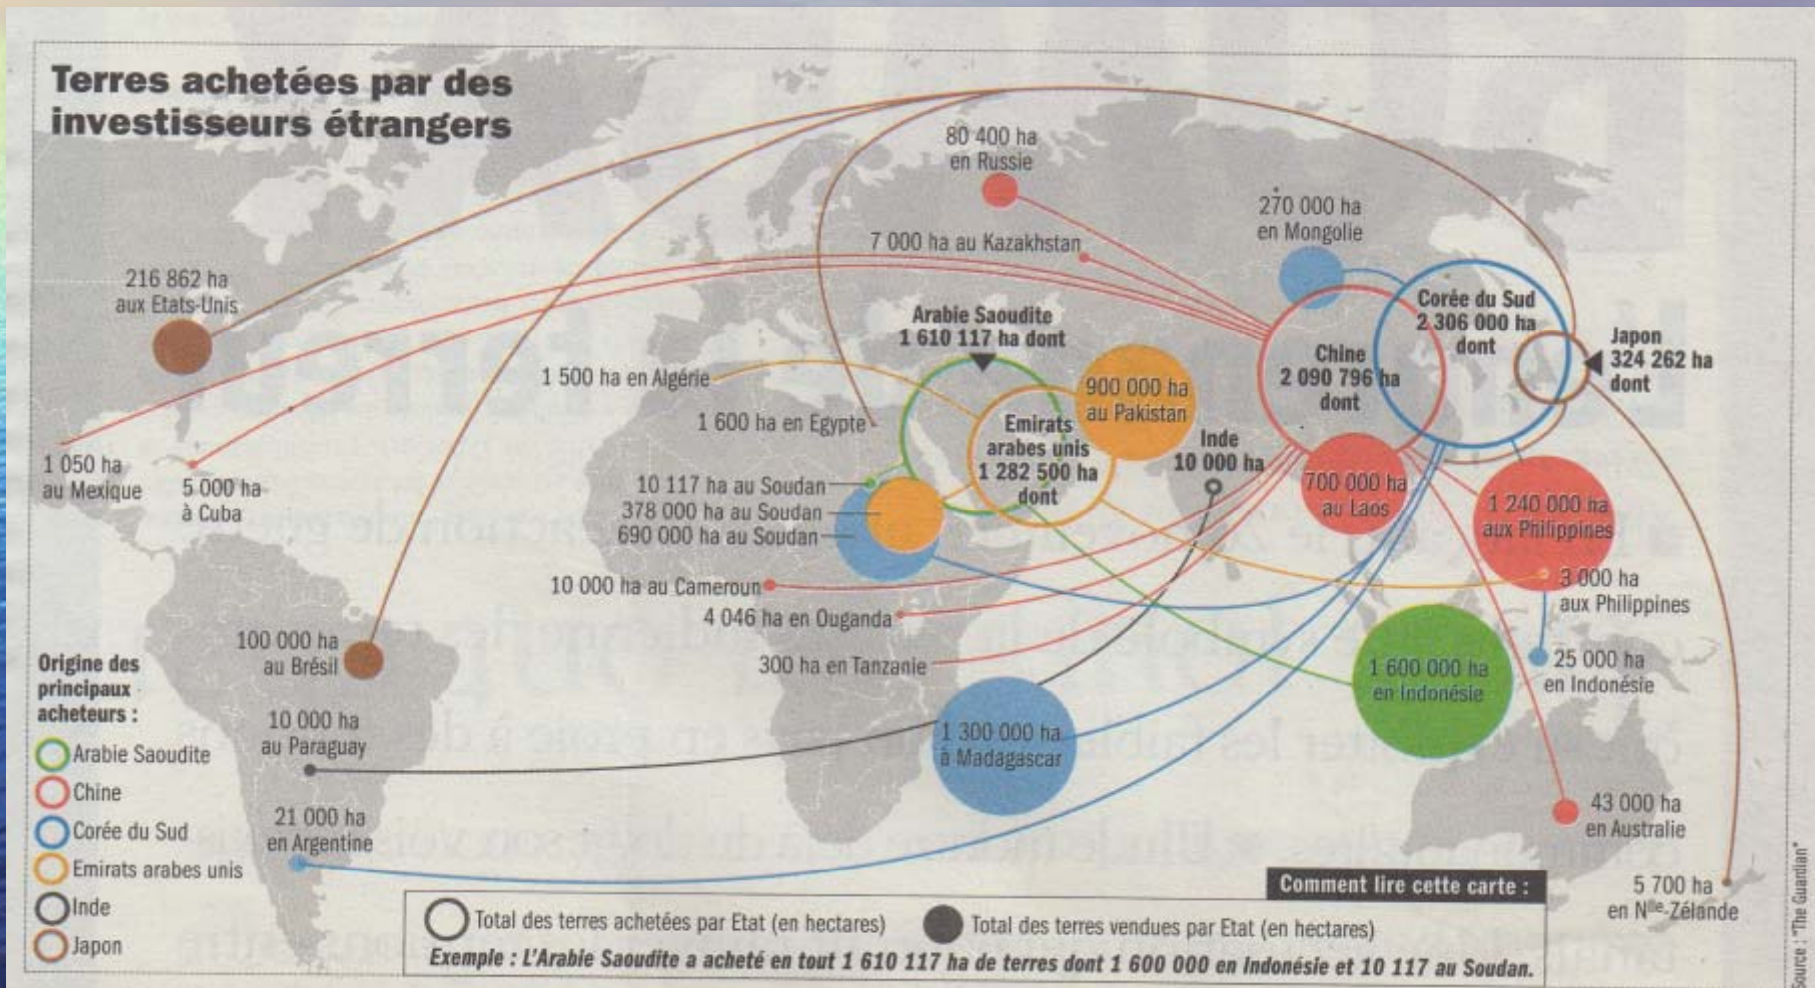 Terres achetées par des
investisseurs étrangers
80 400 ha
en Russie
270 000 ha
en Mongolie
7 000 ha au Kazakhstan
216 862 ha
aux Etats-Unis
Arabie Saoudite
1 610 117 ha dont
Corée du Sud
2 306 000 ha
dont
Japon
324 262 ha
dont
Chine
2 090 796 ha
dont
1 500 ha en Algérie
900 000 ha
au Pakistan
1 600 ha en Egypte
Emirats
arabes unis
1 282 500 ha
dont
Inde
10 000 ha
1 050 ha
au Mexique
5 000 ha
à Cuba
10 117 ha au Soudan
378 000 ha au Soudan
690 000 ha au Soudan
700 000 ha
au Laos
1 240 000 ha
aux Philippines
10 000 ha au Cameroun
3 000 ha
aux Philippines
4 046 ha en Ouganda
100 000 ha
au Brésil
300 ha en Tanzanie
1 600 000 ha
en Indonésie
25 000 ha
en Indonésie
10 000 ha
au Paraguay
1 300 000 ha
à Madagascar
21 000 ha
en Argentine
43 000 ha
en Australie
5 700 ha
en Nlle-Zélande
Origine des
principaux
acheteurs :
Arabie Saoudite
Chine
Corée du Sud
Emirats arabes unis
Inde
Japon
Comment lire cette carte :
Total des terres achetées par Etat (en hectares)
Total des terres vendues par Etat (en hectares)
Exemple : L'Arabie Saoudite a acheté en tout 1 610 117 ha de terres dont 1 600 000 en Indonésie et 10 117 au Soudan.
Source : "The Guardian"